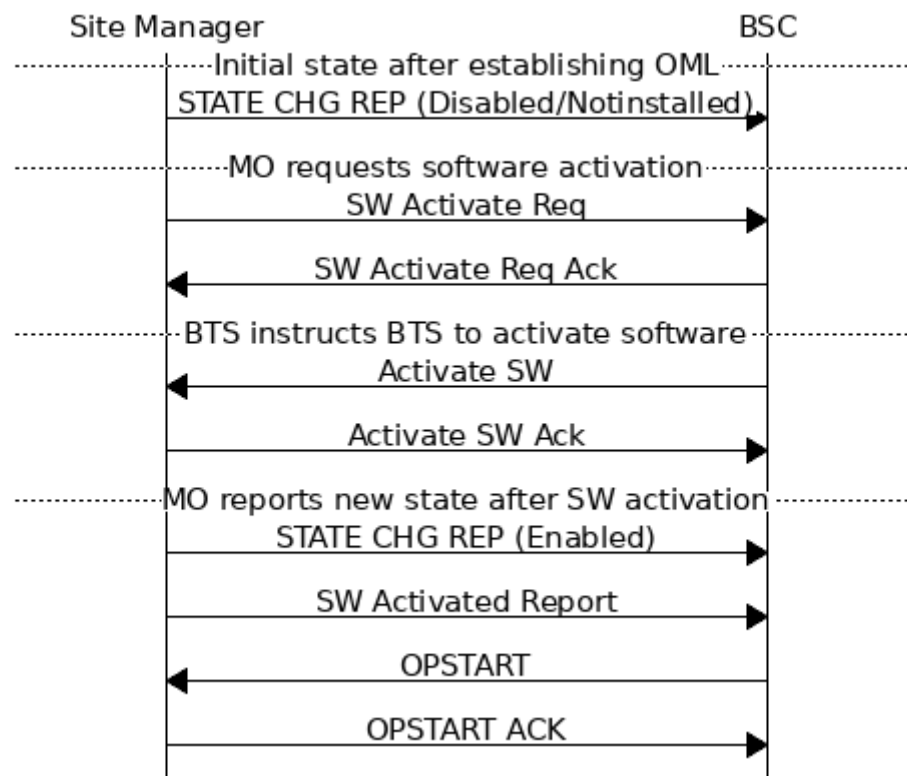 Site Manager BSC
Initial state after establishing OML
STATE CHG REP (Disabled/Notinstalled)
MO requests software activation
SW Activate Req
SW Activate Req Ack
BTS instructs BTS to activate software
Activate SW
Activate SW Ack
MO reports new state after SW activation
STATE CHG REP (Enabled)
SW Activated Report
OPSTART
OPSTART ACK